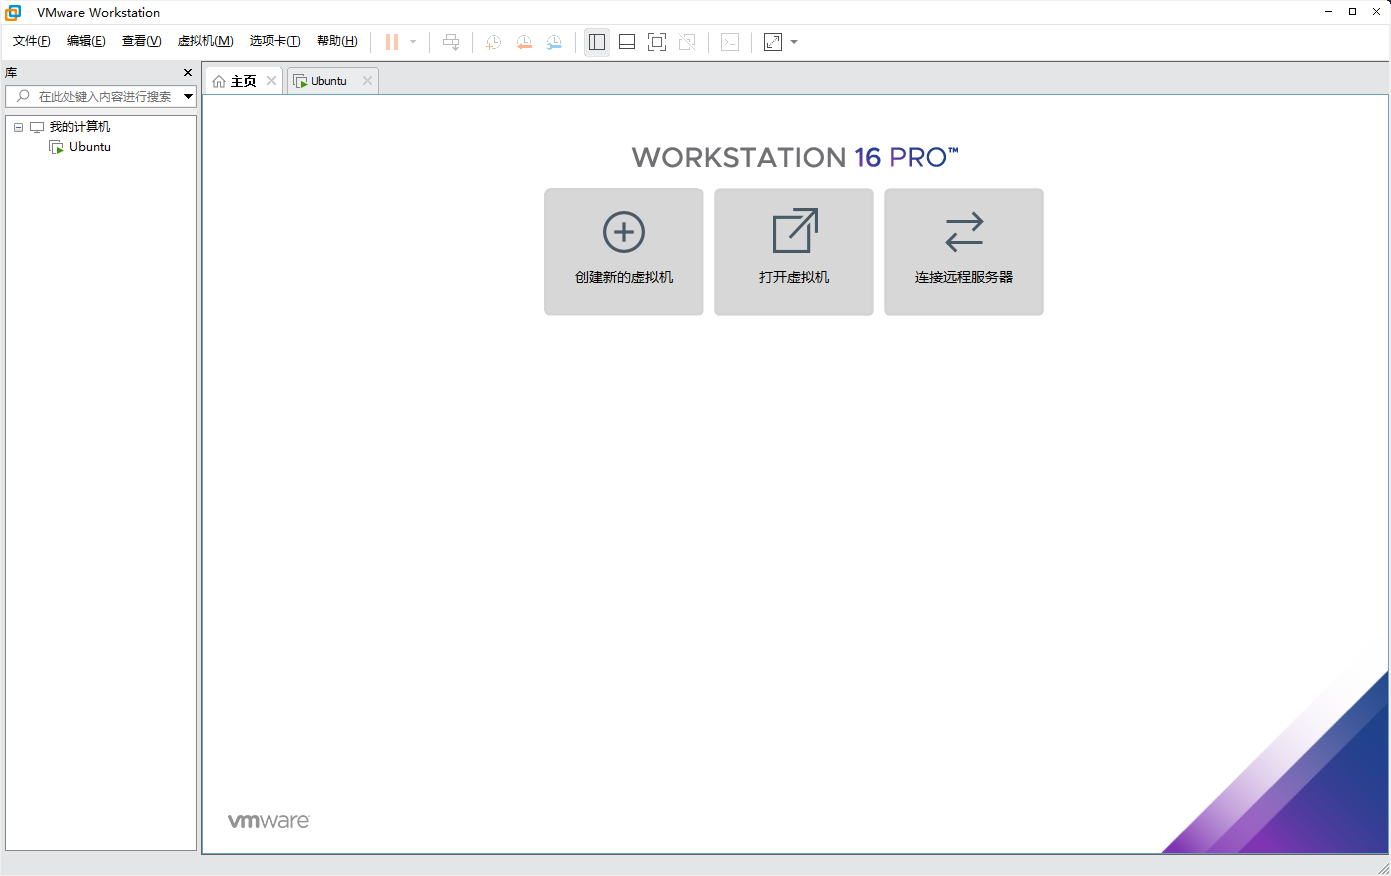 VMware Workstation
文件(F) 编辑(E) 查看(V) 虚拟机(M) 选项卡(T) 帮助(H)
库
在此处键入内容进行搜索
我的计算机
Ubuntu
主页 Ubuntu
WORKSTATION 16 PRO™
创建新的虚拟机 打开虚拟机 连接远程服务器
vmware